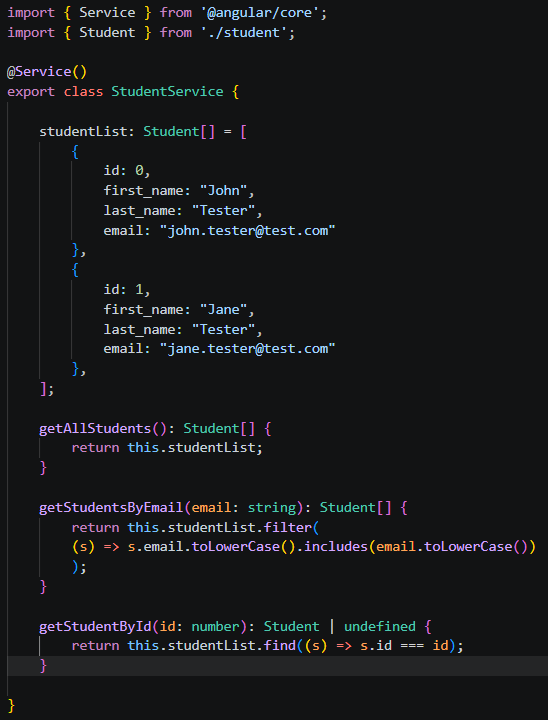 import { Service } from '@angular/core';
import { Student } from './student';

@Service()
export class StudentService {

    studentList: Student[] = [
        {
            id: 0,
            first_name: "John",
            last_name: "Tester",
            email: "john.tester@test.com"
        },
        {
            id: 1,
            first_name: "Jane",
            last_name: "Tester",
            email: "jane.tester@test.com"
        },
    ];

    getAllStudents(): Student[] {
        return this.studentList;
    }

    getStudentsByEmail(email: string): Student[] {
        return this.studentList.filter(
        (s) => s.email.toLowerCase().includes(email.toLowerCase())
        );
    }

    getStudentById(id: number): Student | undefined {
        return this.studentList.find((s) => s.id === id);
    }

}